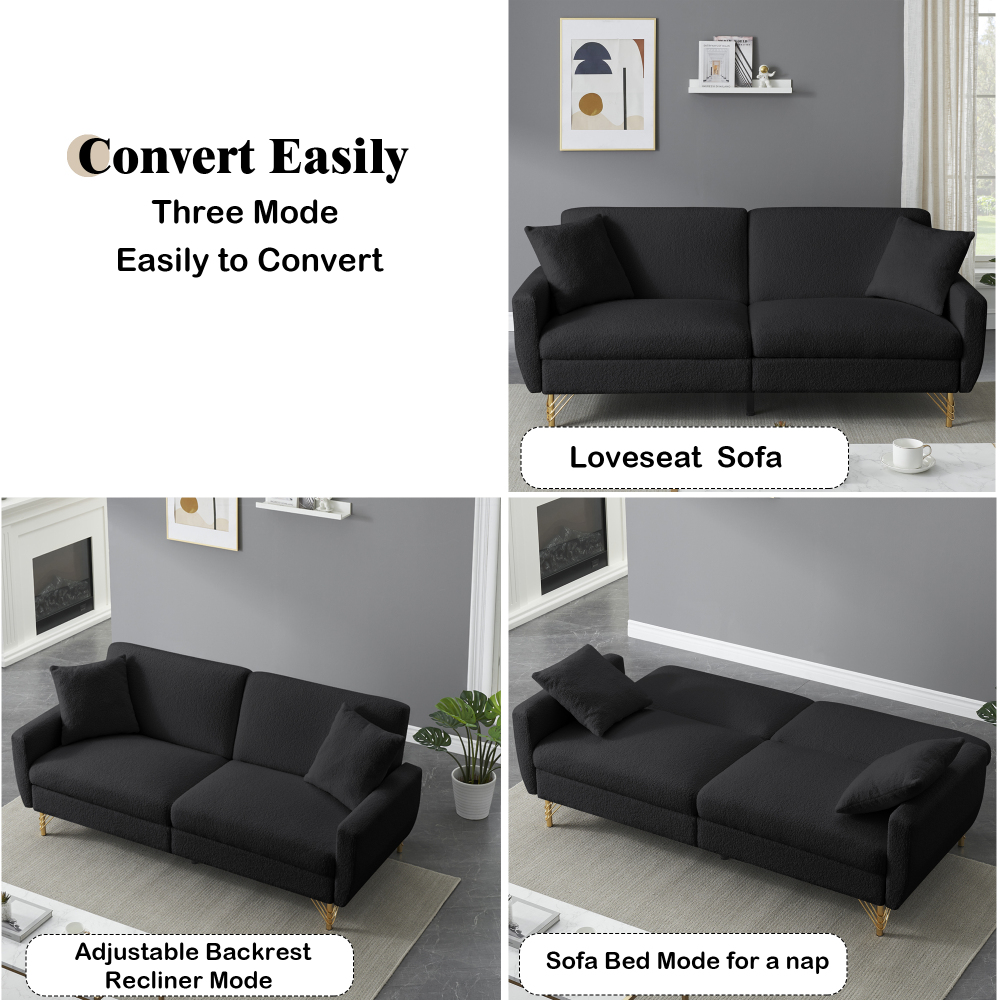 Convert Easily
Three Mode
Easily to Convert
Loveseat Sofa
Adjustable Backrest
Recliner Mode
Sofa Bed Mode for a nap